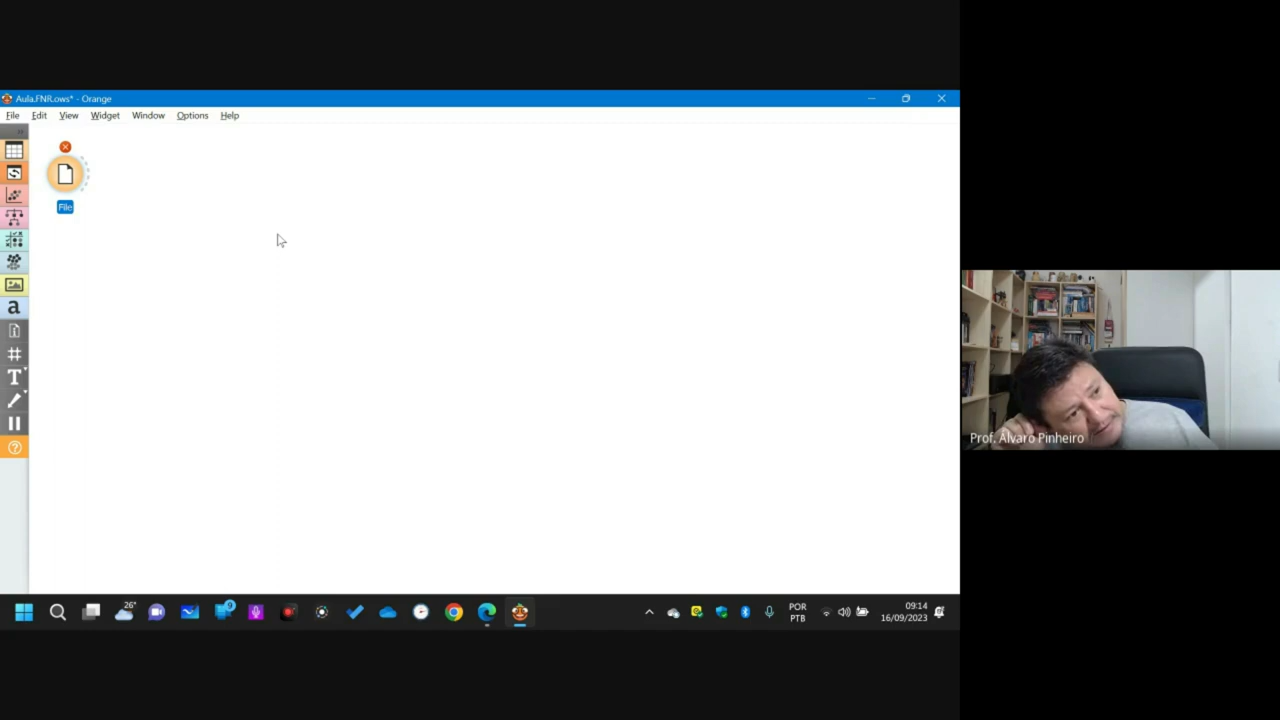 Aula.FNR.ows* - Orange
File Edit View Widget Window Options Help
File
a
T
Prof. Álvaro Pinheiro
26°
POR
PTB
09:14
16/09/2023